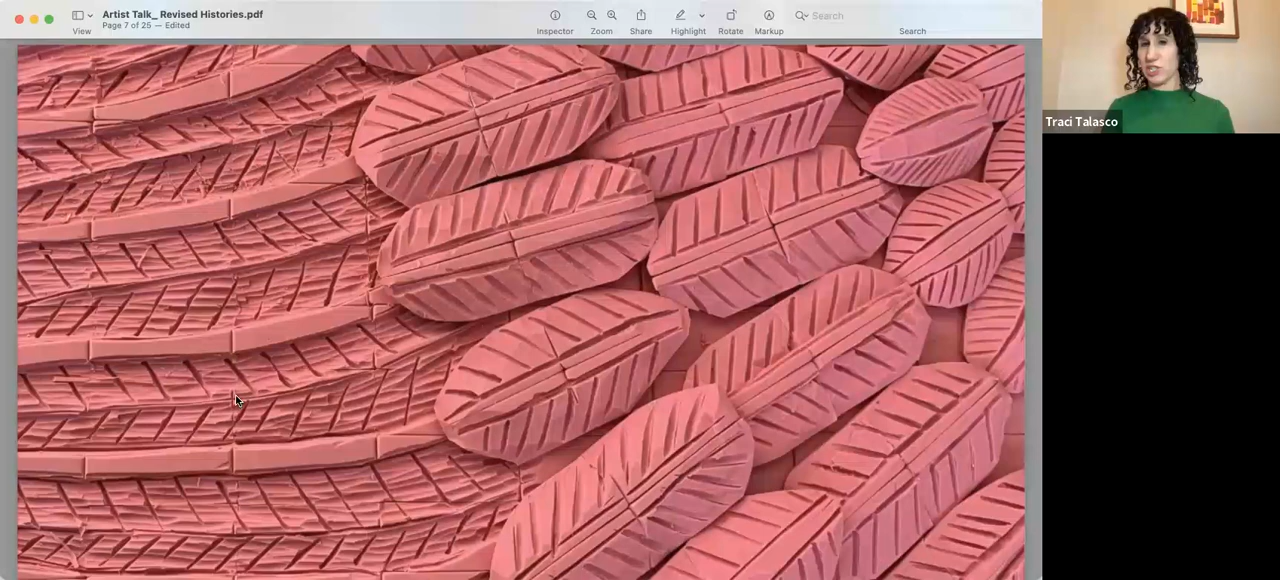 Artist Talk_ Revised Histories.pdf
Page 7 of 25 — Edited
View
Inspector
Zoom
Share
Highlight
Rotate
Markup
Search
Search
Traci Talasco